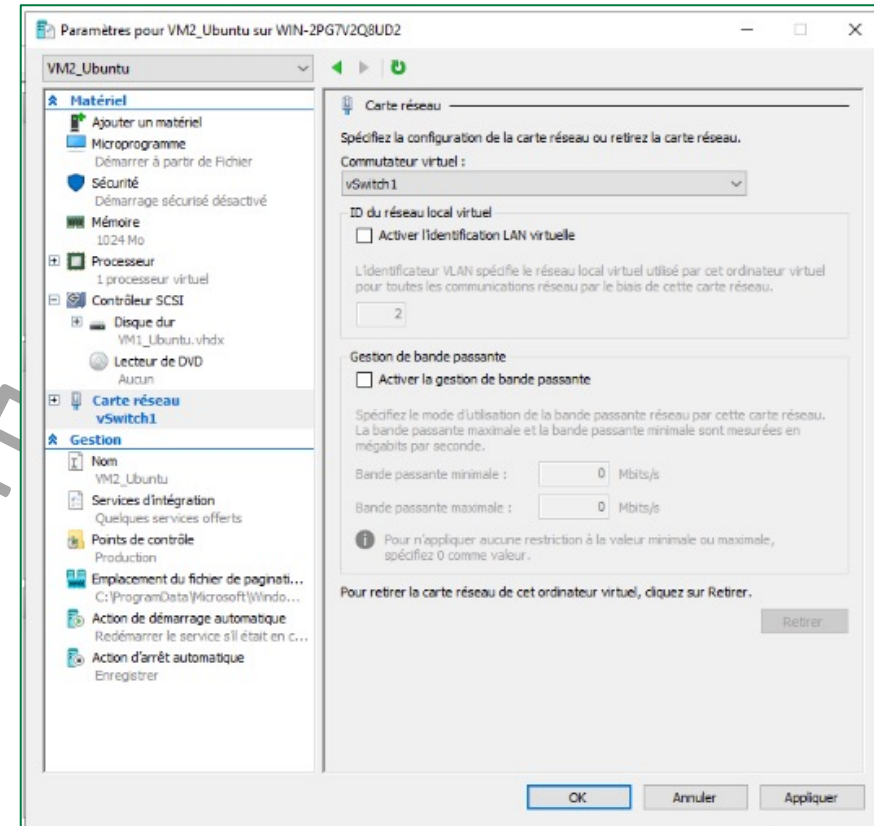 Paramètres pour VM2_Ubuntu sur WIN-2PG7V2Q8UD2
VM2_Ubuntu
Matériel
Ajouter un matériel
Microprogramme
Démarrer à partir de Fichier
Sécurité
Démarrage sécurisé désactivé
Mémoire
1024 Mo
Processeur
1 processeur virtuel
Contrôleur SCSI
Disque dur
VM1_Ubuntu.vhdx
Lecteur de DVD
Aucun
Carte réseau
vSwitch1
Gestion
Nom
VM2_Ubuntu
Services d'intégration
Quelques services offerts
Points de contrôle
Production
Emplacement du fichier de paginati...
C:\ProgramData\Microsoft\Windo...
Action de démarrage automatique
Redémarrer le service s'il était en c...
Action d'arrêt automatique
Enregistrer
Carte réseau
Spécifiez la configuration de la carte réseau ou retirez la carte réseau.
Commutateur virtuel :
vSwitch1
ID du réseau local virtuel
Activer l'identification LAN virtuelle
L'identificateur VLAN spécifie le réseau local virtuel utilisé par cet ordinateur virtuel
pour toutes les communications réseau par le biais de cette carte réseau.
2
Gestion de bande passante
Activer la gestion de bande passante
Spécifiez le mode d'utilisation de la bande passante réseau par cette carte réseau.
La bande passante maximale et la bande passante minimale sont mesurées en
mégabits par seconde.
Bande passante minimale : 0 Mbits/s
Bande passante maximale : 0 Mbits/s
Pour n'appliquer aucune restriction à la valeur minimale ou maximale,
spécifiez 0 comme valeur.
Pour retirer la carte réseau de cet ordinateur virtuel, cliquez sur Retirer.
Retirer
OK Annuler Appliquer